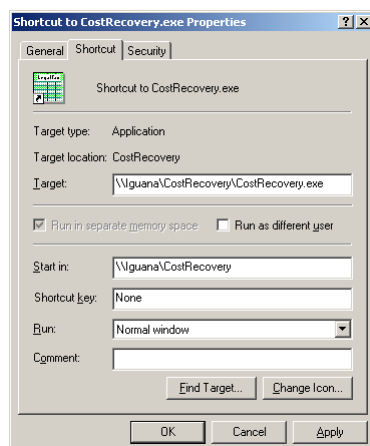 Shortcut to CostRecovery.exe Properties
General Shortcut Security
Shortcut to CostRecovery.exe
Target type: Application
Target location: CostRecovery
Target: \\Iguana\CostRecovery\CostRecovery.exe
Run in separate memory space Run as different user
Start in: \\Iguana\CostRecovery
Shortcut key: None
Run: Normal window
Comment:
Find Target... Change Icon...
OK Cancel Apply